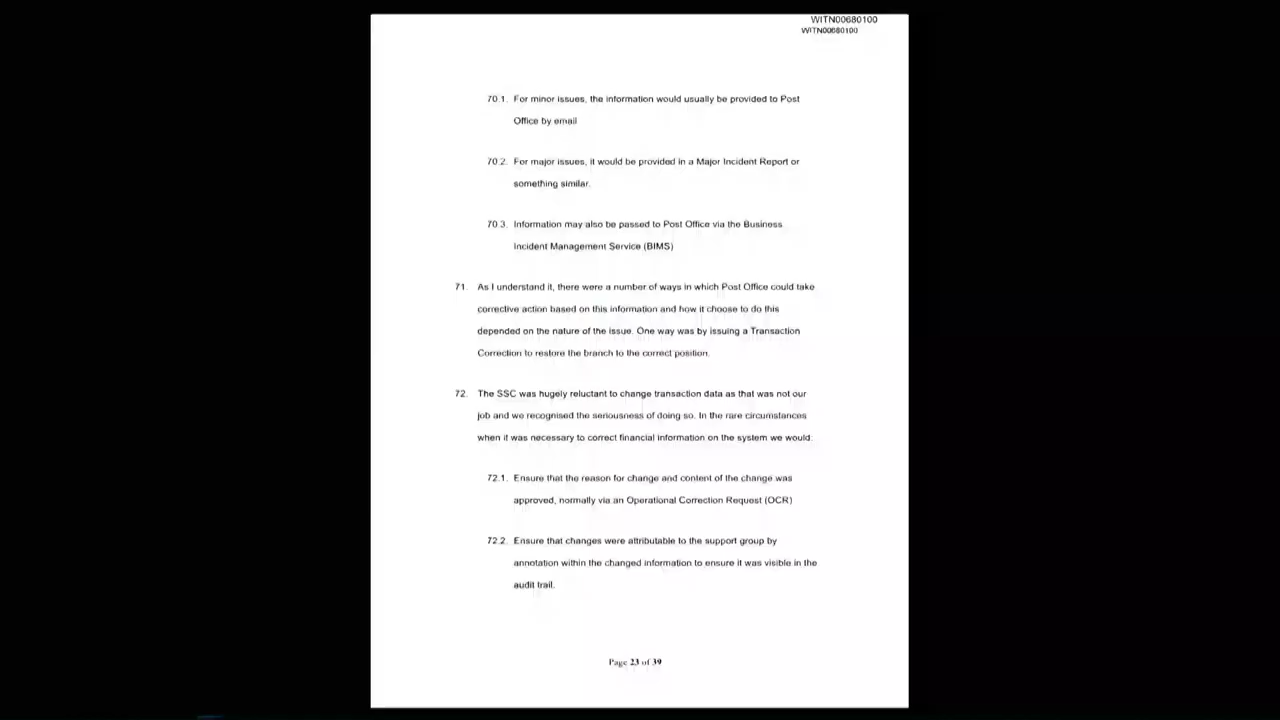 WITN00680100
WITN00680100
70.1. For minor issues, the information would usually be provided to Post
Office by email
70.2. For major issues, it would be provided in a Major Incident Report or
something similar.
70.3. Information may also be passed to Post Office via the Business
Incident Management Service (BIMS)
71. As I understand it, there were a number of ways in which Post Office could take
corrective action based on this information and how it choose to do this
depended on the nature of the issue. One way was by issuing a Transaction
Correction to restore the branch to the correct position.
72. The SSC was hugely reluctant to change transaction data as that was not our
job and we recognised the seriousness of doing so. In the rare circumstances
when it was necessary to correct financial information on the system we would:
72.1. Ensure that the reason for change and content of the change was
approved, normally via an Operational Correction Request (OCR)
72.2. Ensure that changes were attributable to the support group by
annotation within the changed information to ensure it was visible in the
audit trail.
Page 23 of 39